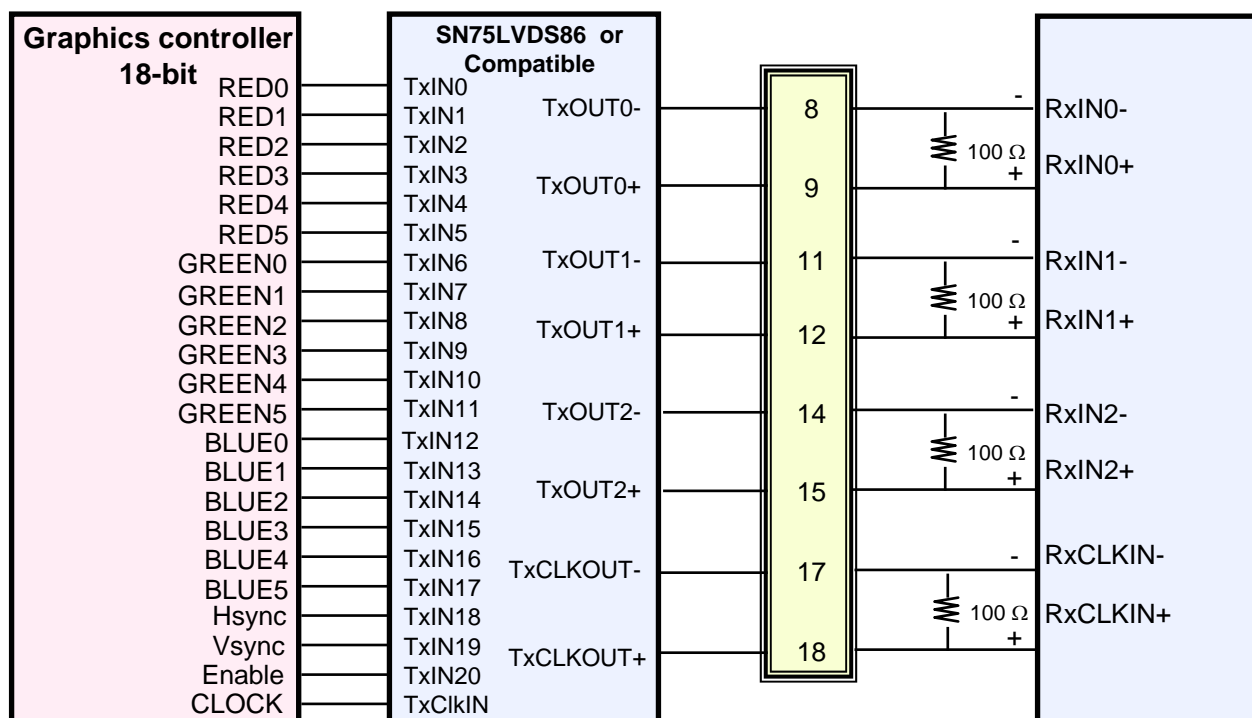 Graphics controller
18-bit
RED0
RED1
RED2
RED3
RED4
RED5
GREEN0
GREEN1
GREEN2
GREEN3
GREEN4
GREEN5
BLUE0
BLUE1
BLUE2
BLUE3
BLUE4
BLUE5
Hsync
Vsync
Enable
CLOCK
SN75LVDS86 or
Compatible
TxIN0
TxIN1
TxIN2
TxIN3
TxIN4
TxIN5
TxIN6
TxIN7
TxIN8
TxIN9
TxIN10
TxIN11
TxIN12
TxIN13
TxIN14
TxIN15
TxIN16
TxIN17
TxIN18
TxIN19
TxIN20
TxClkIN
TxOUT0-
TxOUT0+
TxOUT1-
TxOUT1+
TxOUT2-
TxOUT2+
TxCLKOUT-
TxCLKOUT+
8
9
11
12
14
15
17
18
-
100 Ω
+
-
100 Ω
+
-
100 Ω
+
-
100 Ω
+
RxIN0-
RxIN0+
RxIN1-
RxIN1+
RxIN2-
RxIN2+
RxCLKIN-
RxCLKIN+